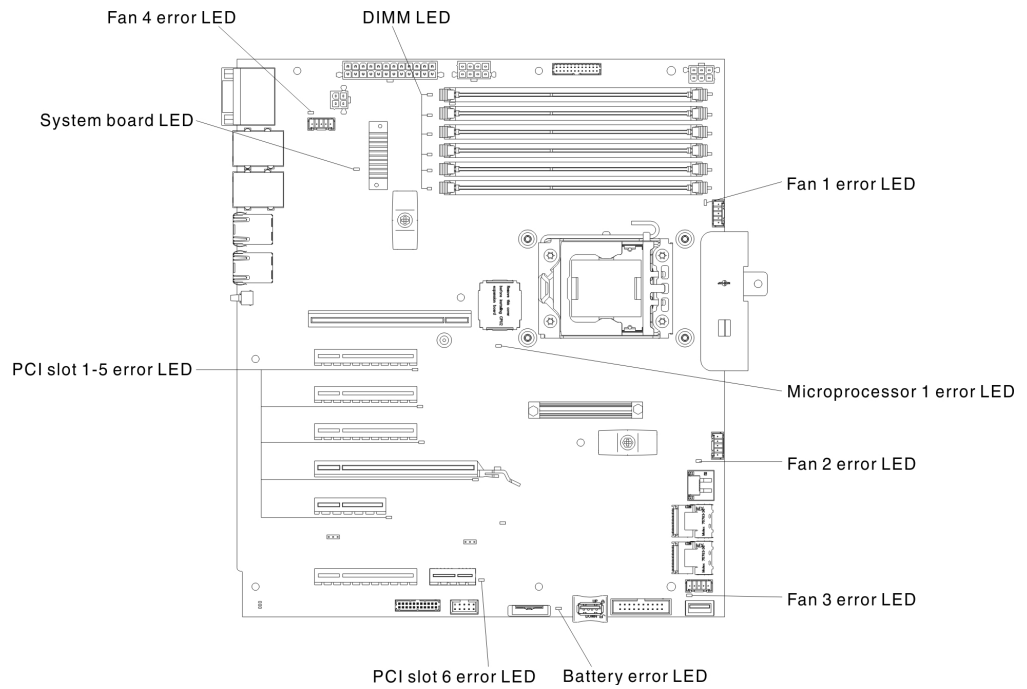 Fan 4 error LED
DIMM LED
System board LED
Fan 1 error LED
PCI slot 1-5 error LED
Microprocessor 1 error LED
Fan 2 error LED
Fan 3 error LED
PCI slot 6 error LED
Battery error LED